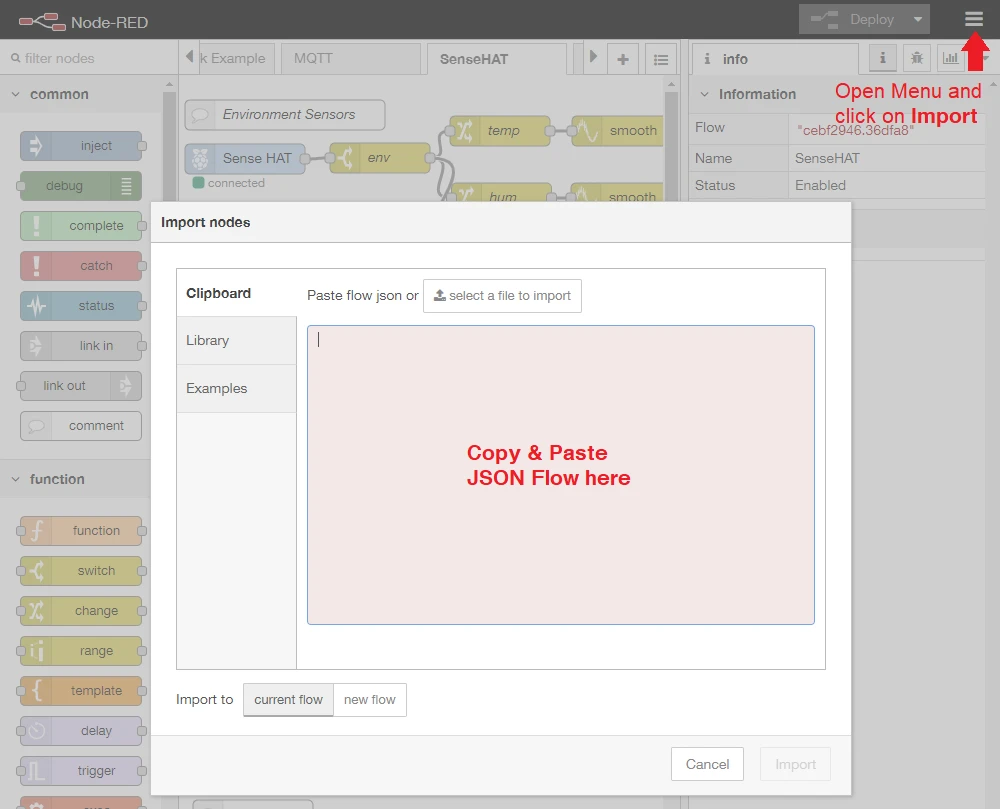 Node-RED
Deploy
filter nodes
k Example
MQTT
SenseHAT
info
Open Menu and
click on Import
common
inject
debug
complete
catch
status
link in
link out
comment
function
function
switch
change
range
template
delay
trigger
Environment Sensors
Sense HAT
connected
env
temp
smooth
hum
smooth
Information
Flow "cebf2946.36dfa8"
Name SenseHAT
Status Enabled
Import nodes
Clipboard
Library
Examples
Paste flow json or select a file to import
Copy & Paste
JSON Flow here
Import to current flow new flow
Cancel Import